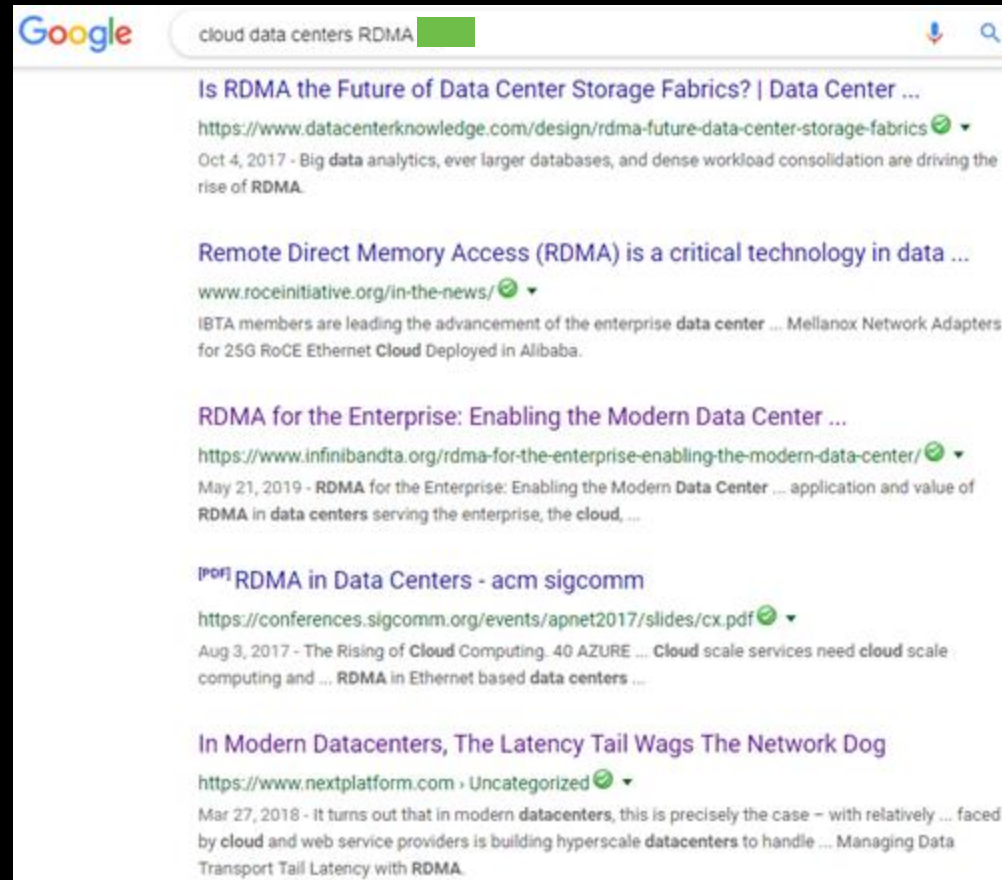 Google
cloud data centers RDMA
Is RDMA the Future of Data Center Storage Fabrics? | Data Center ...
https://www.datacenterknowledge.com/design/rdma-future-data-center-storage-fabrics
Oct 4, 2017 - Big data analytics, ever larger databases, and dense workload consolidation are driving the
rise of RDMA.
Remote Direct Memory Access (RDMA) is a critical technology in data ...
www.roceinitiative.org/in-the-news/
IBTA members are leading the advancement of the enterprise data center ... Mellanox Network Adapters
for 25G RoCE Ethernet Cloud Deployed in Alibaba.
RDMA for the Enterprise: Enabling the Modern Data Center ...
https://www.infinibandta.org/rdma-for-the-enterprise-enabling-the-modern-data-center/
May 21, 2019 - RDMA for the Enterprise: Enabling the Modern Data Center ... application and value of
RDMA in data centers serving the enterprise, the cloud, ...
[PDF] RDMA in Data Centers - acm sigcomm
https://conferences.sigcomm.org/events/apnet2017/slides/cx.pdf
Aug 3, 2017 - The Rising of Cloud Computing. 40 AZURE ... Cloud scale services need cloud scale
computing and ... RDMA in Ethernet based data centers ...
In Modern Datacenters, The Latency Tail Wags The Network Dog
https://www.nextplatform.com › Uncategorized
Mar 27, 2018 - It turns out that in modern datacenters, this is precisely the case – with relatively ... faced
by cloud and web service providers is building hyperscale datacenters to handle ... Managing Data
Transport Tail Latency with RDMA.